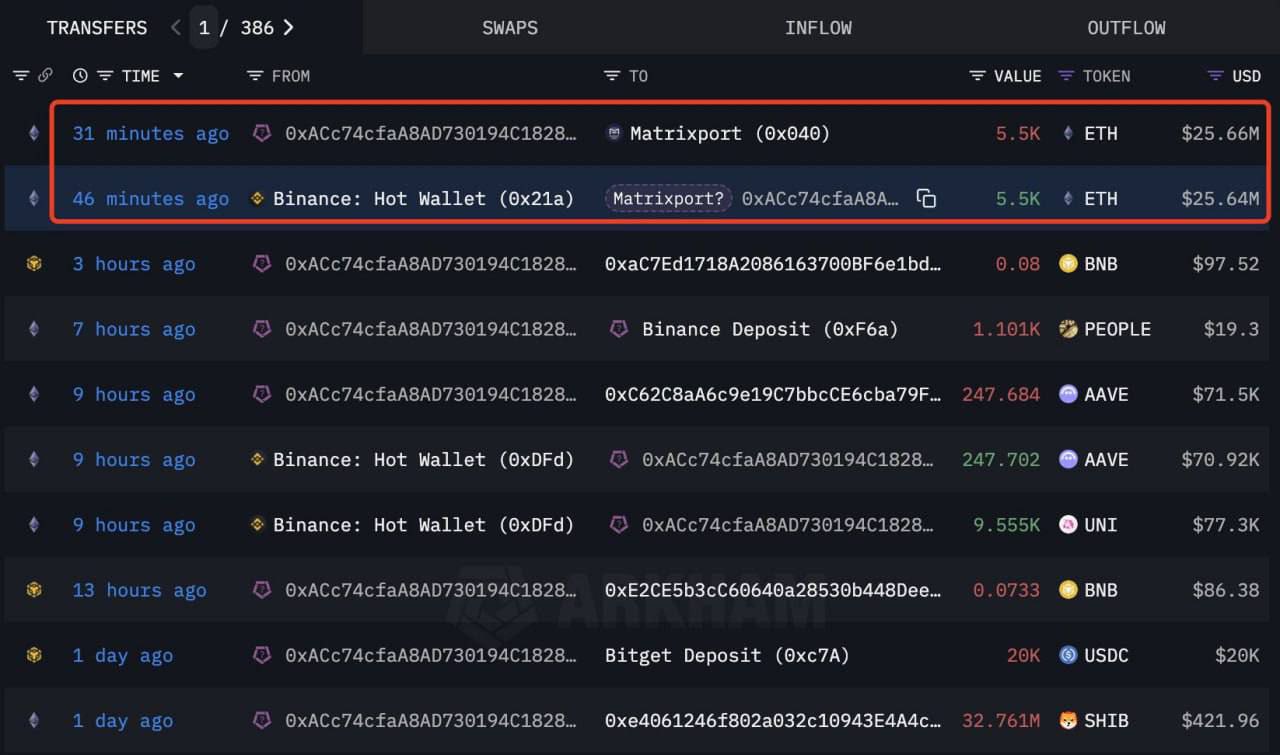 TRANSFERS 1 / 386 SWAPS INFLOW OUTFLOW
TIME FROM TO VALUE TOKEN USD
31 minutes ago 0xACc74cfaA8AD730194C1828… Matrixport (0x040) 5.5K ETH $25.66M
46 minutes ago Binance: Hot Wallet (0x21a) Matrixport? 0xACc74cfaA8A… 5.5K ETH $25.64M
3 hours ago 0xACc74cfaA8AD730194C1828… 0xaC7Ed1718A2086163700BF6e1bd… 0.08 BNB $97.52
7 hours ago 0xACc74cfaA8AD730194C1828… Binance Deposit (0xF6a) 1.101K PEOPLE $19.3
9 hours ago 0xACc74cfaA8AD730194C1828… 0xC62C8aA6c9e19C7bbcCE6cba79F… 247.684 AAVE $71.5K
9 hours ago Binance: Hot Wallet (0xDFd) 0xACc74cfaA8AD730194C1828… 247.702 AAVE $70.92K
9 hours ago Binance: Hot Wallet (0xDFd) 0xACc74cfaA8AD730194C1828… 9.555K UNI $77.3K
13 hours ago 0xACc74cfaA8AD730194C1828… 0xE2CE5b3cC60640a28530b448Dee… 0.0733 BNB $86.38
ARKHAM
1 day ago 0xACc74cfaA8AD730194C1828… Bitget Deposit (0xc7A) 20K USDC $20K
1 day ago 0xACc74cfaA8AD730194C1828… 0xe4061246f802a032c10943E4A4c… 32.761M SHIB $421.96